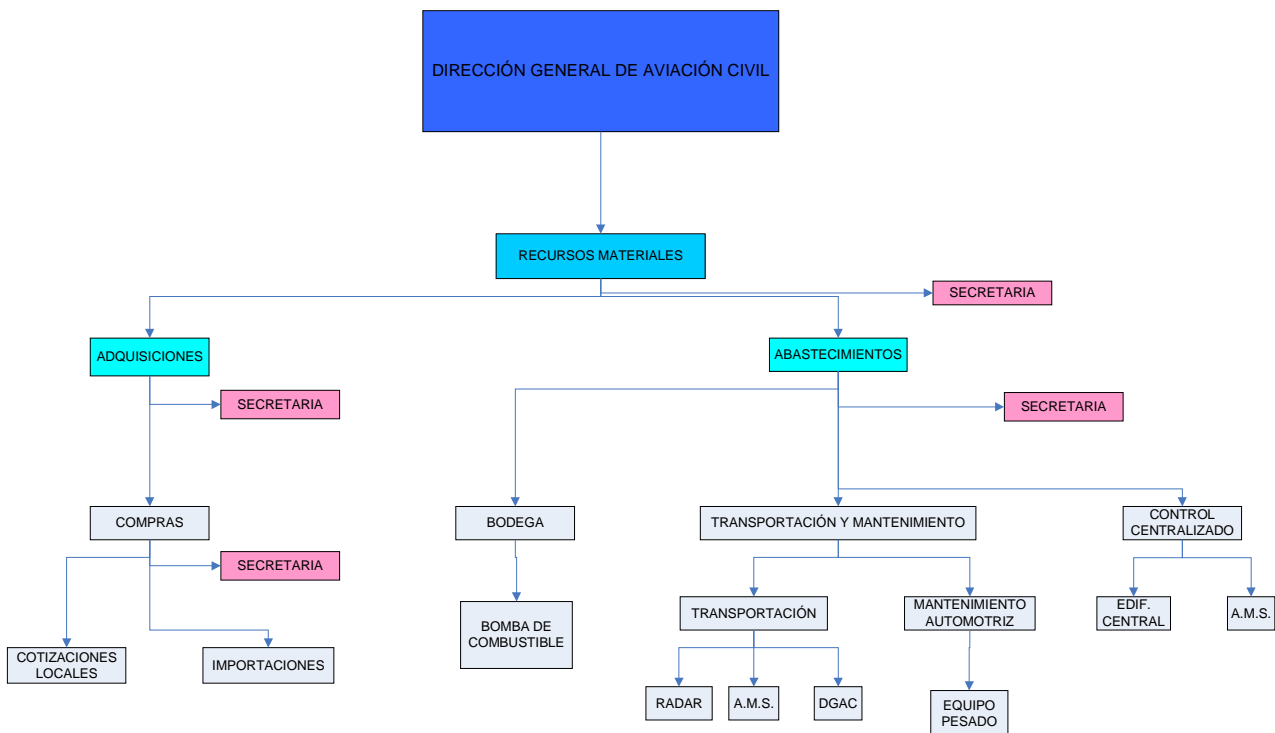 DIRECCIÓN GENERAL DE AVIACIÓN CIVIL
RECURSOS MATERIALES
SECRETARIA
ADQUISICIONES
ABASTECIMIENTOS
SECRETARIA
SECRETARIA
COMPRAS
BODEGA
TRANSPORTACIÓN Y MANTENIMIENTO
CONTROL
CENTRALIZADO
SECRETARIA
BOMBA DE
COMBUSTIBLE
TRANSPORTACIÓN
MANTENIMIENTO
AUTOMOTRIZ
EDIF.
CENTRAL
A.M.S.
COTIZACIONES
LOCALES
IMPORTACIONES
RADAR
A.M.S.
DGAC
EQUIPO
PESADO